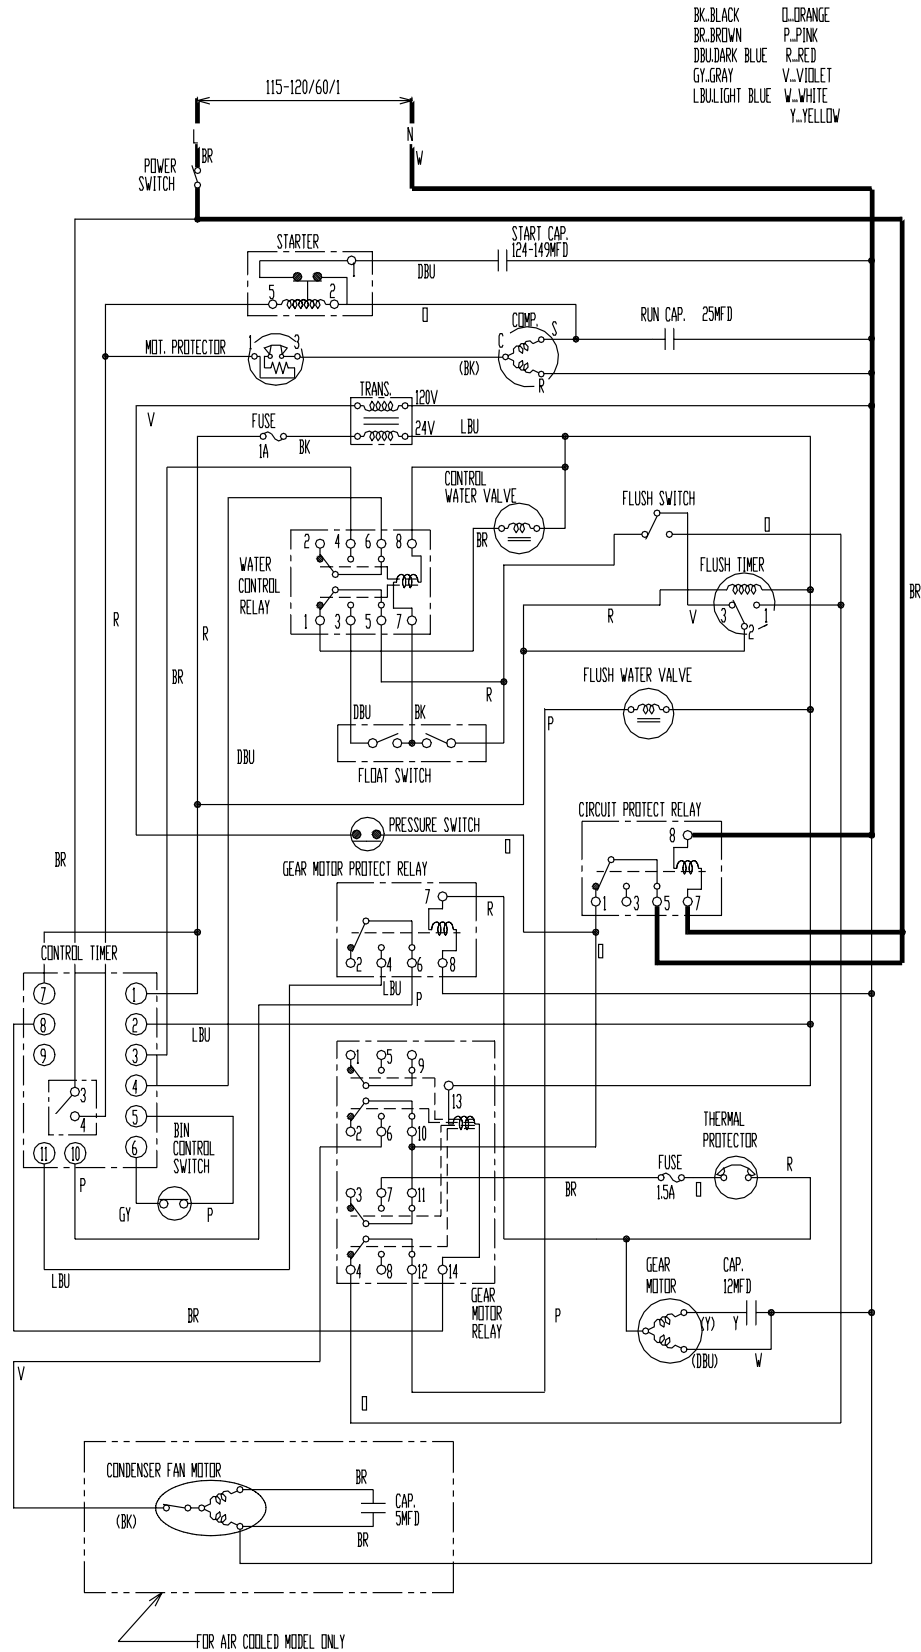 BK..BLACK O...ORANGE
BR..BROWN P...PINK
DBU.DARK BLUE R...RED
GY.GRAY V...VIOLET
LBU.LIGHT BLUE W...WHITE
Y...YELLOW
115-120/60/1
L N
BR W
POWER
SWITCH
STARTER
START CAP.
124-149MFD
1
DBU
5 2
O
COMP.
S
RUN CAP. 25MFD
MOT. PROTECTOR
1 3
C
(BK)
R
TRANS.
120V
V
FUSE
24V
LBU
1A BK
CONTROL
WATER VALVE
FLUSH SWITCH
O
BR
2 4 6 8
WATER
CONTROL
RELAY
FLUSH TIMER
BR
R R
1 3 5 7
R V
3 1
2
BR
R
FLUSH WATER VALVE
DBU BK
P
DBU
FLOAT SWITCH
CIRCUIT PROTECT RELAY
PRESSURE SWITCH
8
O
BR
GEAR MOTOR PROTECT RELAY
7
R
1 3 5 7
CONTROL TIMER
O
2 4 6 8
LBU P
7 1
8 2
LBU
9 3
1 5 9
4
3
13
4
5
BIN
CONTROL
SWITCH
2 6 10
THERMAL
PROTECTOR
6
11 10
P
FUSE
R
BR 1.5A O
3 7 11
GY P
LBU
4 8 12 14
GEAR
MOTOR
CAP.
12MFD
GEAR
MOTOR
RELAY
BR
P
(Y) Y
(DBU) W
V
O
CONDENSER FAN MOTOR
BR
CAP.
5MFD
(BK)
BR
FOR AIR COOLED MODEL ONLY